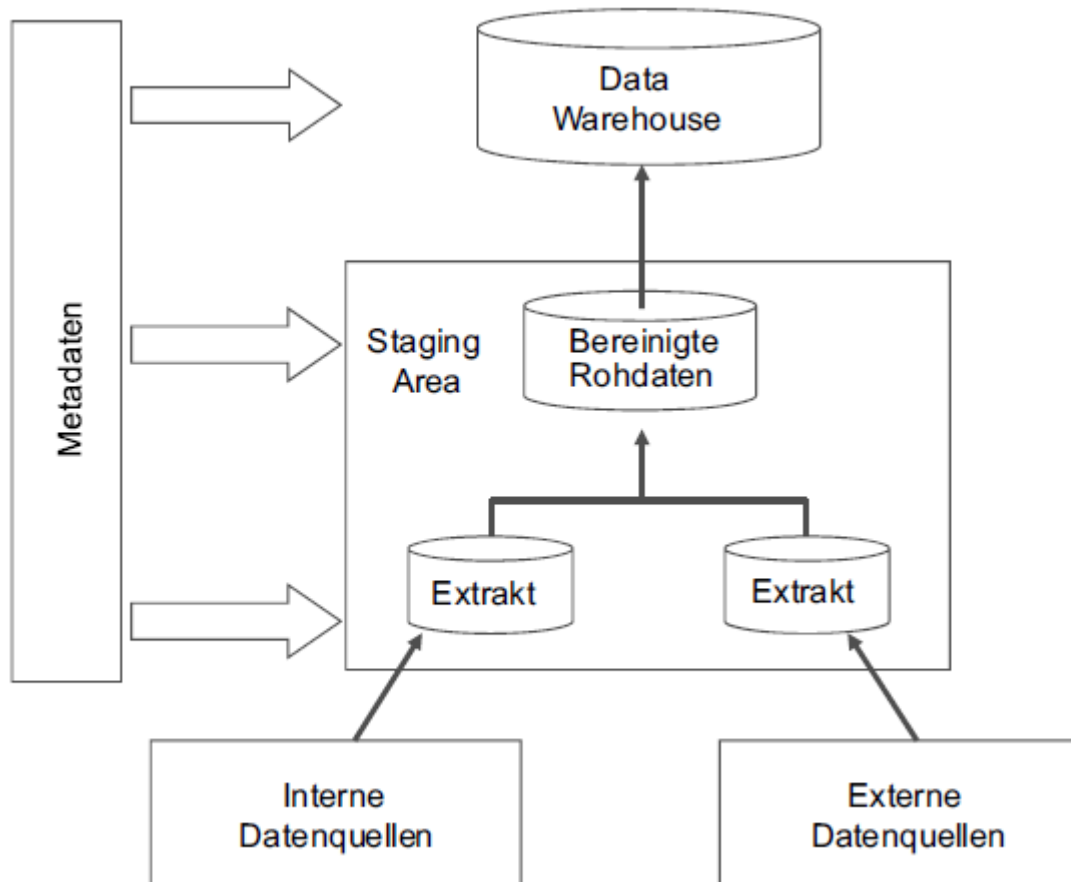 Data
Warehouse
Metadaten
Staging
Area
Bereinigte
Rohdaten
Extrakt
Extrakt
Interne
Datenquellen
Externe
Datenquellen